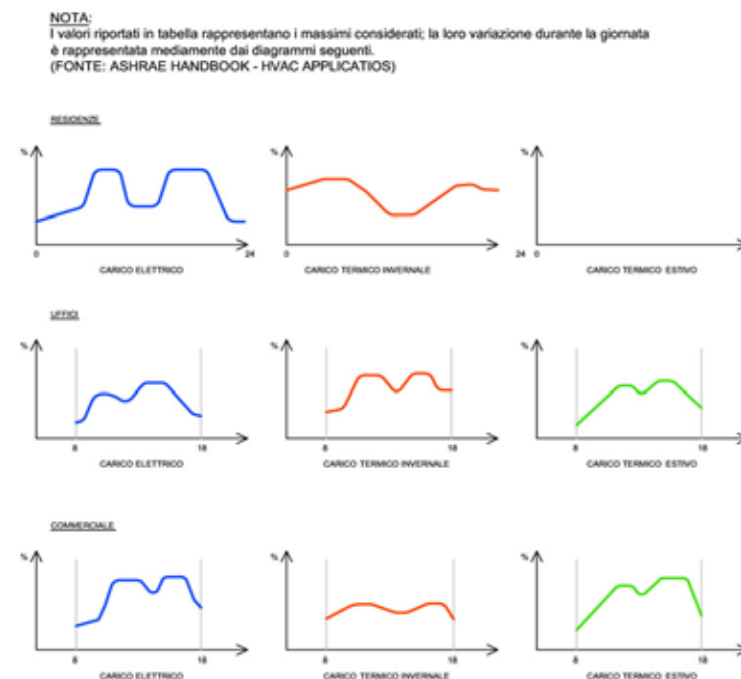 NOTA:
I valori riportati in tabella rappresentano i massimi considerati; la loro variazione durante la giornata
è rappresentata mediamente dai diagrammi seguenti.
(FONTE: ASHRAE HANDBOOK - HVAC APPLICATIOS)
RESIDENZE
% % %
0 24 0 24 0
CARICO ELETTRICO CARICO TERMICO INVERNALE CARICO TERMICO ESTIVO
UFFICI
% % %
8 18 8 18 8 18
CARICO ELETTRICO CARICO TERMICO INVERNALE CARICO TERMICO ESTIVO
COMMERCIALE
% % %
8 18 8 18 8 18
CARICO ELETTRICO CARICO TERMICO INVERNALE CARICO TERMICO ESTIVO